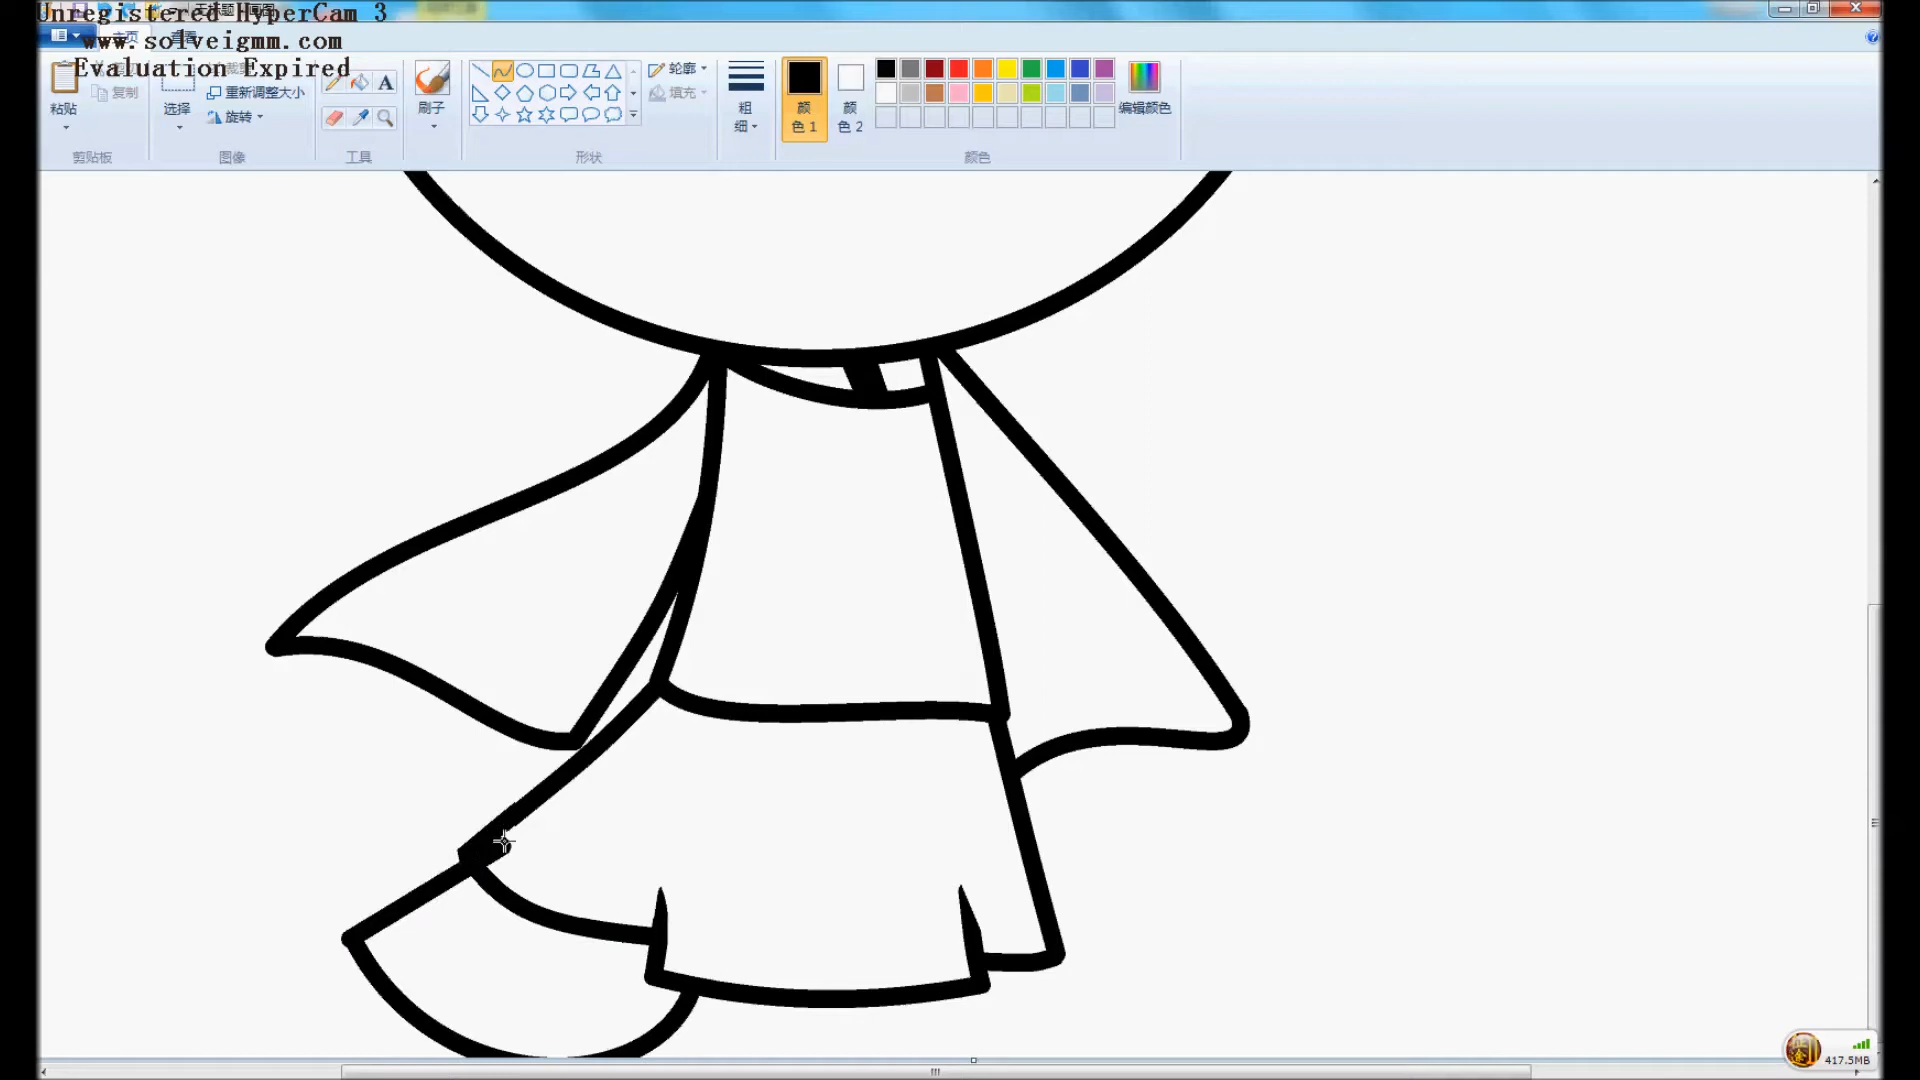 Unregistered HyperCam 3
www.solveigmm.com
Evaluation Expired
粘贴
复制
选择
重新调整大小
旋转
A
刷子
轮廓
填充
粗细
颜色 1
颜色 2
编辑颜色
剪贴板
图像
工具
形状
颜色
417.5MB